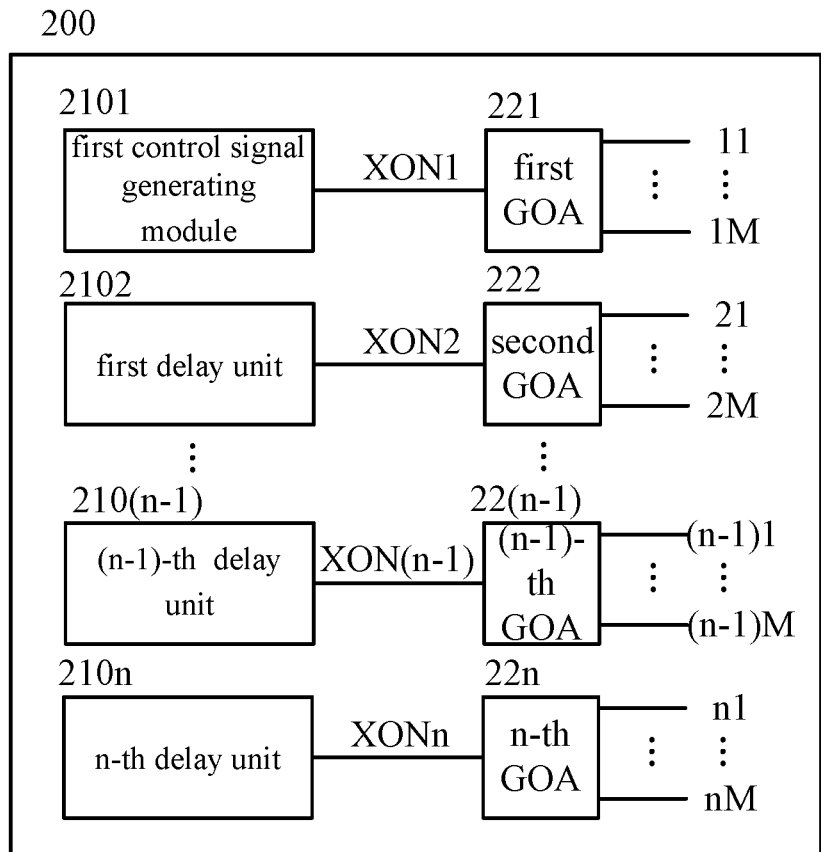 200
2101
first control signal
generating
module
XON1
221
first
GOA
11
1M
2102
first delay unit
XON2
222
second
GOA
21
2M
210(n-1)
(n-1)-th delay
unit
XON(n-1)
22(n-1)
(n-1)-
th
GOA
(n-1)1
(n-1)M
210n
n-th delay unit
XONn
22n
n-th
GOA
n1
nM